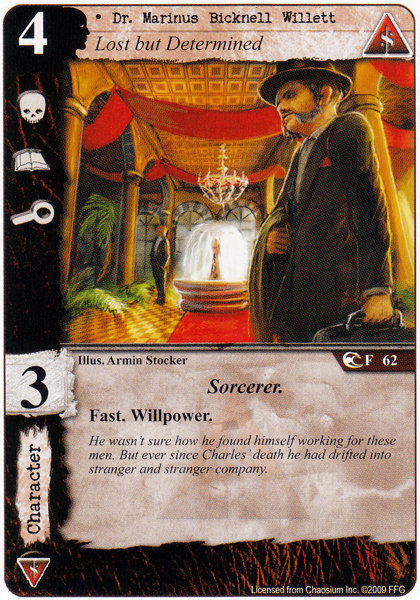 4
• Dr. Marinus Bicknell Willett
Lost but Determined
Illus. Armin Stocker
F 62
3
Sorcerer.
Fast. Willpower.
He wasn't sure how he found himself working for these
men. But ever since Charles' death he had drifted into
stranger and stranger company.
Character
Licensed from Chaosium Inc. ©2009 FFG